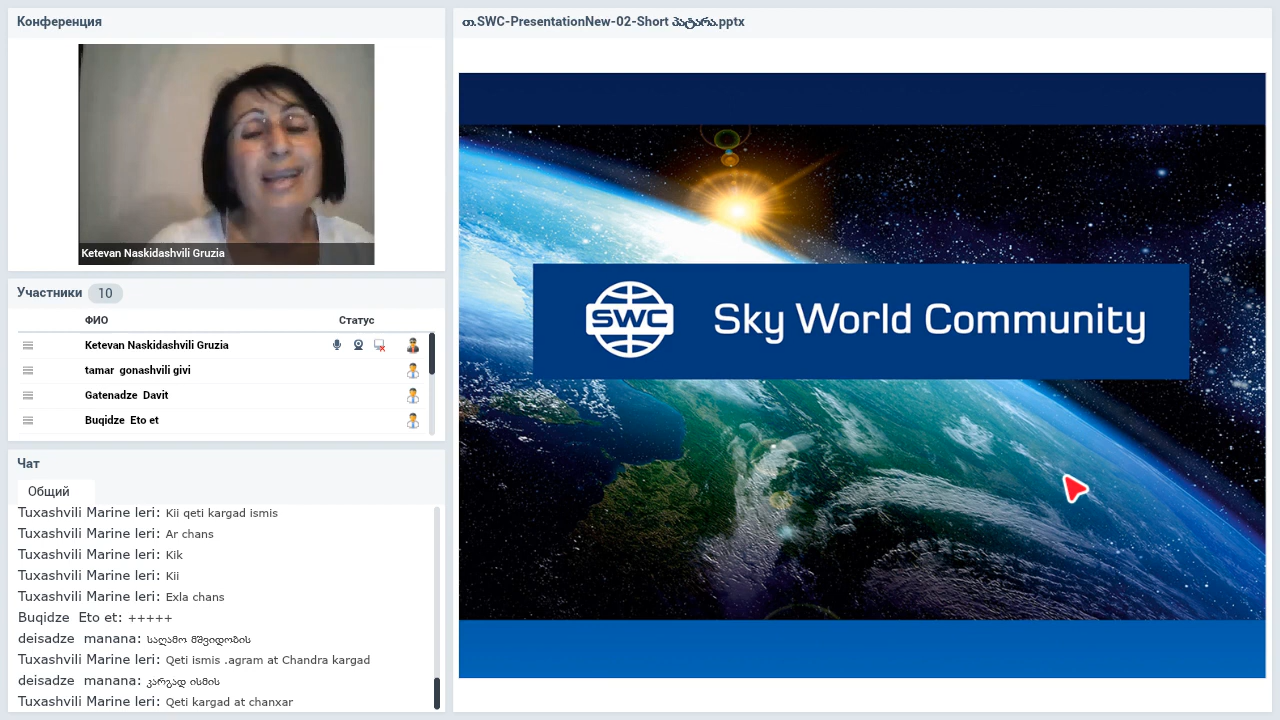 Конференция
Ketevan Naskidashvili Gruzia
Участники 10
ФИО Статус
Ketevan Naskidashvili Gruzia
tamar gonashvili givi
Gatenadze Davit
Buqidze Eto et
Чат
Общий
Tuxashvili Marine leri: Kii qeti kargad ismis
Tuxashvili Marine leri: Ar chans
Tuxashvili Marine leri: Kik
Tuxashvili Marine leri: Kii
Tuxashvili Marine leri: Exla chans
Buqidze Eto et: +++++
deisadze manana: საღამო მშვიდობის
Tuxashvili Marine leri: Qeti ismis .agram at Chandra kargad
deisadze manana: კარგად ისმის
Tuxashvili Marine leri: Qeti kargad at chanxar
თ.SWC-PresentationNew-02-Short პატარა.pptx
SWC Sky World Community